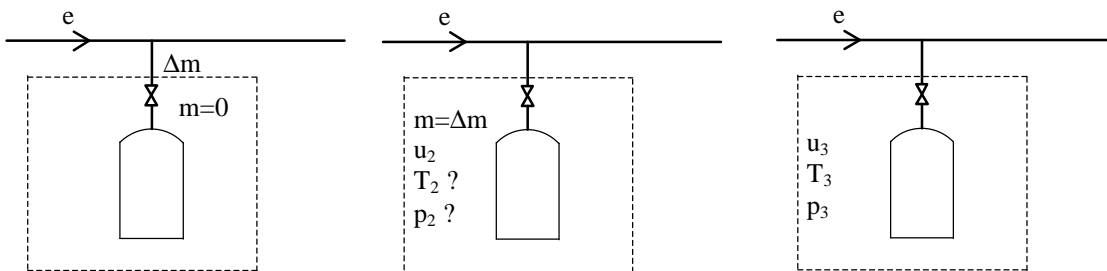 e
Δm
m=0
e
m=Δm
u₂
T₂ ?
p₂ ?
e
u₃
T₃
p₃